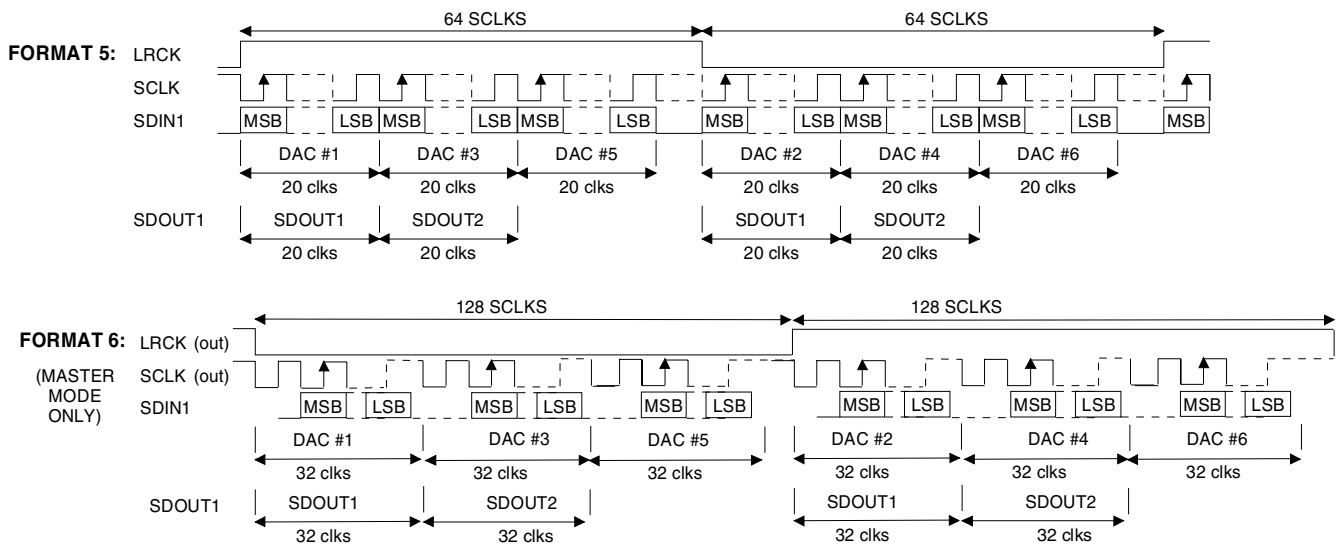 64 SCLKS 64 SCLKS
FORMAT 5: LRCK
SCLK
SDIN1 MSB LSB MSB LSB MSB LSB MSB LSB MSB LSB MSB LSB MSB
DAC #1 DAC #3 DAC #5 DAC #2 DAC #4 DAC #6
20 clks 20 clks 20 clks 20 clks 20 clks 20 clks
SDOUT1 SDOUT1 SDOUT2 SDOUT1 SDOUT2
20 clks 20 clks 20 clks 20 clks
128 SCLKS 128 SCLKS
FORMAT 6: LRCK (out)
(MASTER MODE ONLY)
SCLK (out)
SDIN1 MSB LSB MSB LSB MSB LSB MSB LSB MSB LSB MSB LSB
DAC #1 DAC #3 DAC #5 DAC #2 DAC #4 DAC #6
32 clks 32 clks 32 clks 32 clks 32 clks 32 clks
SDOUT1 SDOUT1 SDOUT2 SDOUT1 SDOUT2
32 clks 32 clks 32 clks 32 clks